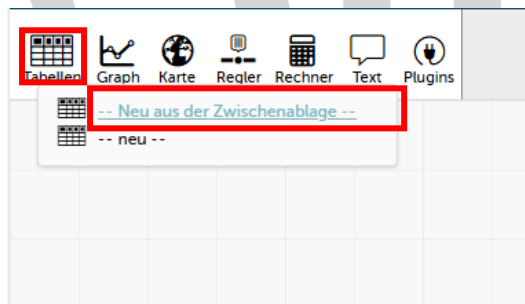 Tabellen Graph Karte Regler Rechner Text Plugins
-- Neu aus der Zwischenablage --
-- neu --